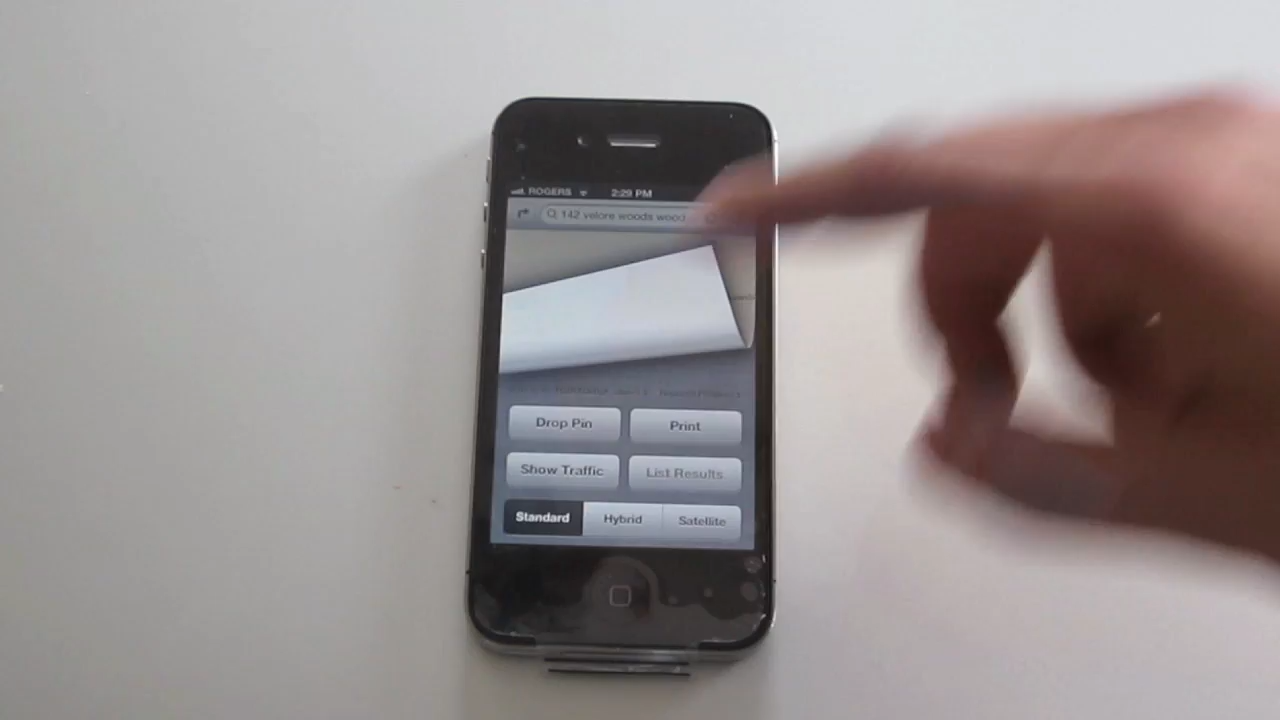 ROGERS 2:29 PM
142 velore woods wood
Drop Pin Print
Show Traffic List Results
Standard Hybrid Satellite